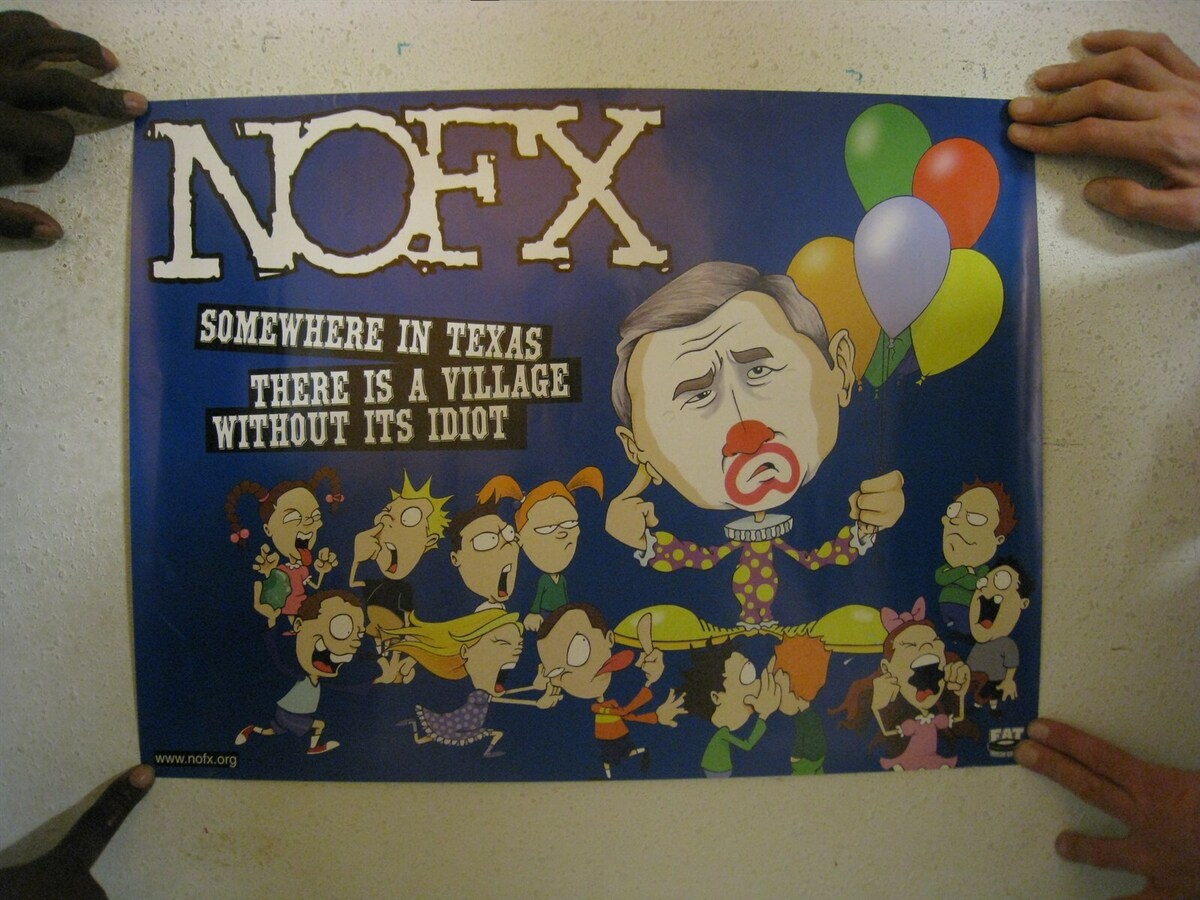 NOFX
SOMEWHERE IN TEXAS
THERE IS A VILLAGE
WITHOUT ITS IDIOT
www.nofx.org
FAT